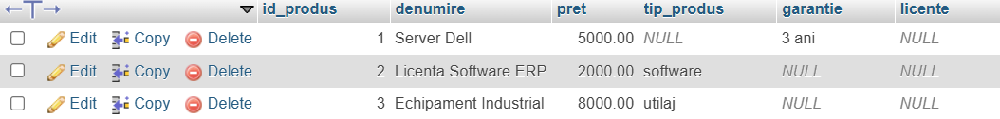 id_produs denumire pret tip_produs garantie licente
Edit Copy Delete 1 Server Dell 5000.00 NULL 3 ani NULL
Edit Copy Delete 2 Licenta Software ERP 2000.00 software NULL NULL
Edit Copy Delete 3 Echipament Industrial 8000.00 utilaj NULL NULL